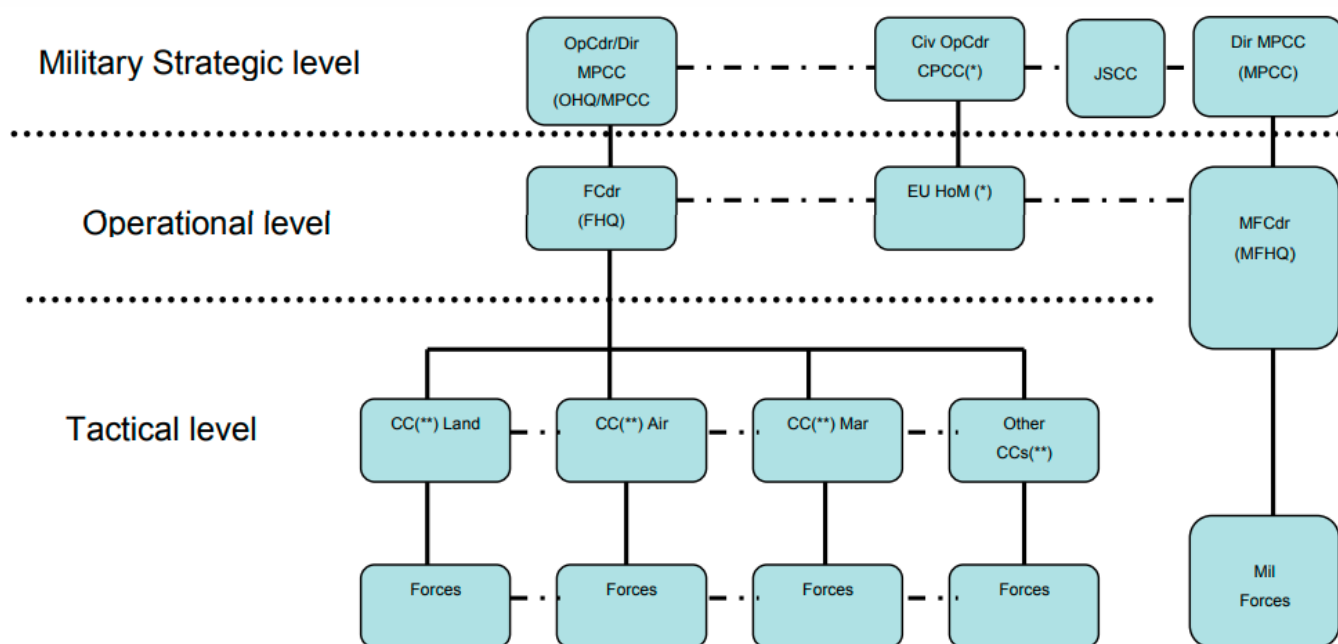 Military Strategic level
OpCdr/Dir
MPCC
(OHQ/MPCC
Civ OpCdr
CPCC(*)
JSCC
Dir MPCC
(MPCC)
Operational level
FCdr
(FHQ)
EU HoM (*)
MFCdr
(MFHQ)
Tactical level
CC(**) Land
CC(**) Air
CC(**) Mar
Other
CCs(**)
Forces
Forces
Forces
Forces
Mil
Forces